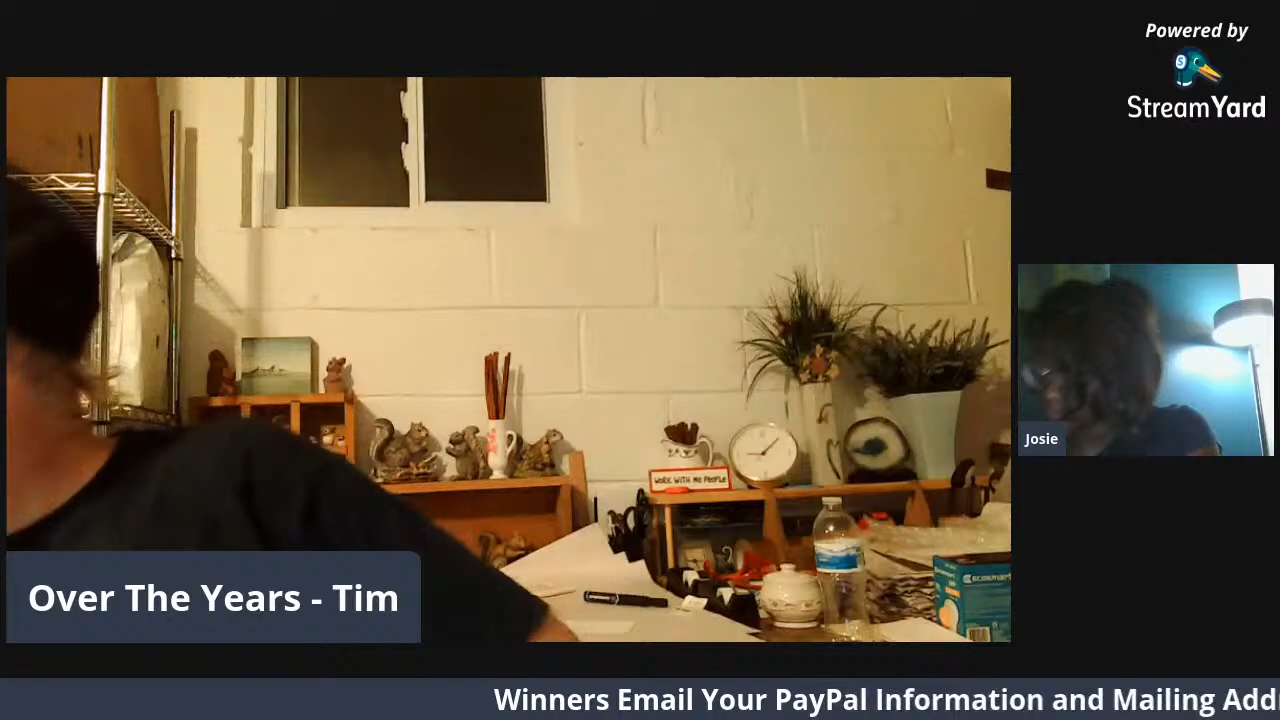 Powered by
StreamYard
WORK WITH ME PEOPLE
Josie
Over The Years - Tim
Winners Email Your PayPal Information and Mailing Add